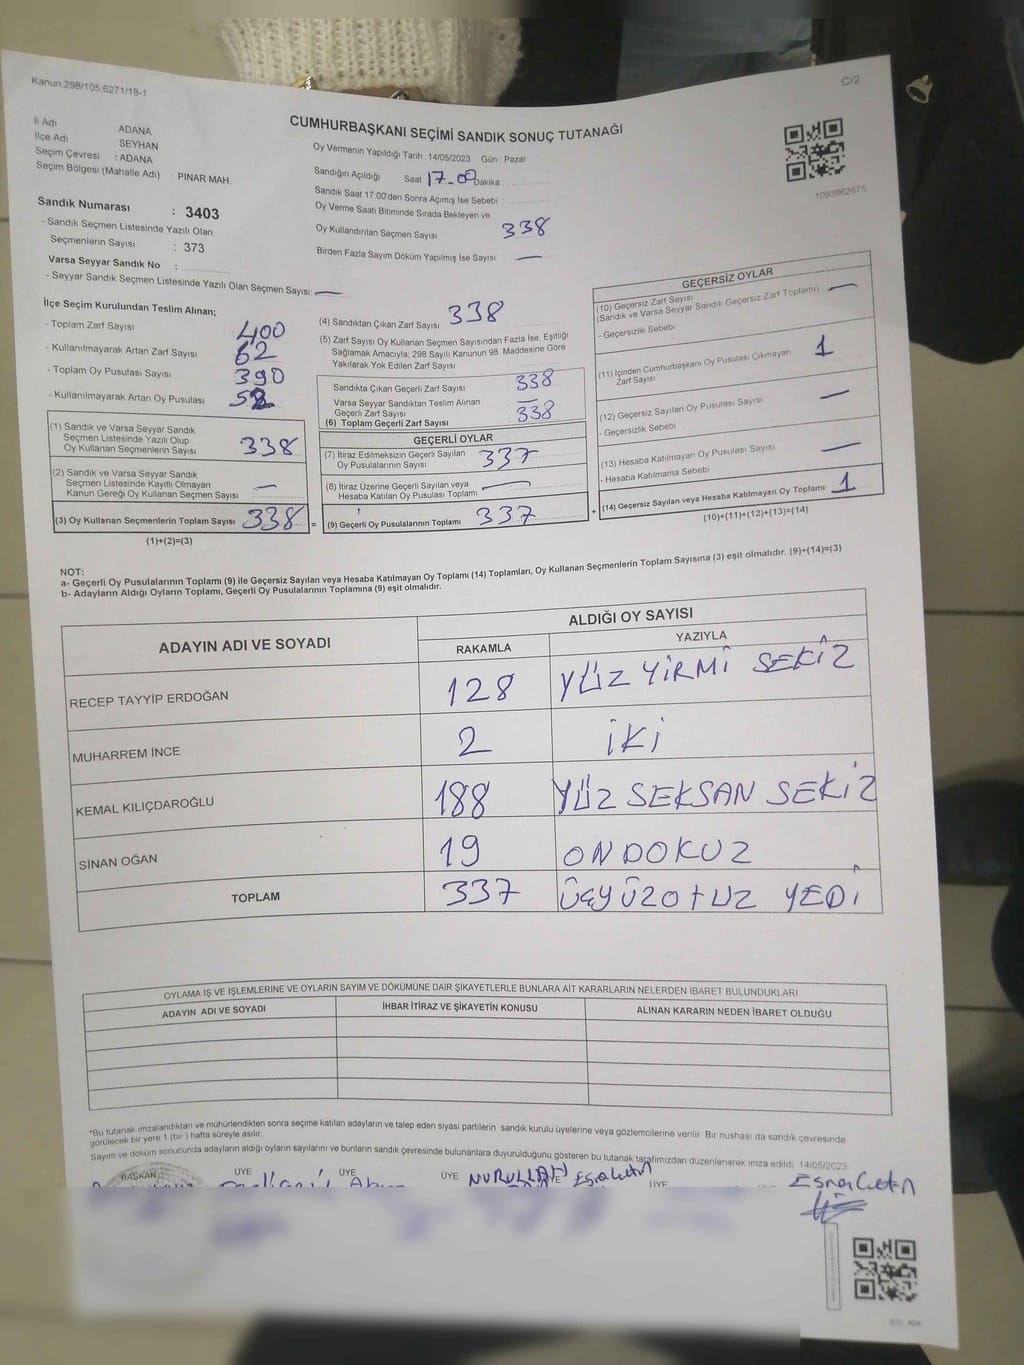 Kanun:298/105;6271/18-1
C/2
CUMHURBAŞKANI SEÇİMİ SANDIK SONUÇ TUTANAĞI
İl Adı : ADANA
İlçe Adı SEYHAN
Seçim Çevresi : ADANA
Seçim Bölgesi (Mahalle Adı) : PINAR MAH.
Oy Vermenin Yapıldığı Tarih :14/05/2023 Gün : Pazar
Sandığın Açıldığı Saat 17-00 Dakika :
Sandık Saat 17:00'den Sonra Açımış İse Sebebi :
Oy Verme Saati Bitiminde Sırada Bekleyen ve
Oy Kullandırılan Seçmen Sayısı 338
Birden Fazla Sayım Döküm Yapılmış İse Sayısı —
1093862675
Sandık Numarası : 3403
- Sandık Seçmen Listesinde Yazılı Olan
Seçmenlerin Sayısı : 373
Varsa Seyyar Sandık No :
- Seyyar Sandık Seçmen Listesinde Yazılı Olan Seçmen Sayısı: —
İlçe Seçim Kurulundan Teslim Alınan;
- Toplam Zarf Sayısı 400
- Kullanılmayarak Artan Zarf Sayısı 62
- Toplam Oy Pusulası Sayısı 390
- Kullanılmayarak Artan Oy Pusulası
(1) Sandık ve Varsa Seyyar Sandık
Seçmen Listesinde Yazılı Olup
Oy Kullanan Seçmenlerin Sayısı 338
(2) Sandık ve Varsa Seyyar Sandık
Seçmen Listesinde Kayıtlı Olmayan
Kanun Gereği Oy Kullanan Seçmen Sayısı —
(3) Oy Kullanan Seçmenlerin Toplam Sayısı 338 =
(1)+(2)=(3)
(4) Sandıktan Çıkan Zarf Sayısı 338
(5) Zarf Sayısı Oy Kullanan Seçmen Sayısından Fazla İse, Eşitliği
Sağlamak Amacıyla; 298 Sayılı Kanunun 98. Maddesine Göre
Yakılarak Yok Edilen Zarf Sayısı
Sandıkta Çıkan Geçerli Zarf Sayısı 338
Varsa Seyyar Sandıktan Teslim Alınan
Geçerli Zarf Sayısı —
(6) Toplam Geçerli Zarf Sayısı 338
GEÇERLİ OYLAR
(7) İtiraz Edilmeksizin Geçerli Sayılan
Oy Pusulalarının Sayısı 337
(8) İtiraz Üzerine Geçerli Sayılan veya
Hesaba Katılan Oy Pusulası Toplamı —
(9) Geçerli Oy Pusulalarının Toplamı 337 +
GEÇERSİZ OYLAR
(10) Geçersiz Zarf Sayısı
(Sandık ve Varsa Seyyar Sandık Geçersiz Zarf Toplamı) —
- Geçersizlik Sebebi
(11) İçinden Cumhurbaşkanı Oy Pusulası Çıkmayan
Zarf Sayısı 1
(12) Geçersiz Sayılan Oy Pusulası Sayısı —
- Geçersizlik Sebebi
(13) Hesaba Katılmayan Oy Pusulası Sayısı —
- Hesaba Katılmama Sebebi
(14) Geçersiz Sayılan veya Hesaba Katılmayan Oy Toplamı 1
(10)+(11)+(12)+(13)=(14)
NOT:
a- Geçerli Oy Pusulalarının Toplamı (9) ile Geçersiz Sayılan veya Hesaba Katılmayan Oy Toplamı (14) Toplamları, Oy Kullanan Seçmenlerin Toplam Sayısına (3) eşit olmalıdır. (9)+(14)=(3)
b- Adayların Aldığı Oyların Toplamı, Geçerli Oy Pusulalarının Toplamına (9) eşit olmalıdır.
ADAYIN ADI VE SOYADI
ALDIĞI OY SAYISI
RAKAMLA YAZIYLA
RECEP TAYYİP ERDOĞAN 128 YÜZ YİRMİ SEKİZ
MUHARREM İNCE 2 İKİ
KEMAL KILIÇDAROĞLU 188 YÜZ SEKSAN SEKİZ
SİNAN OĞAN 19 ONDOKUZ
TOPLAM 337 ÜÇYÜZOTUZ YEDİ
OYLAMA İŞ VE İŞLEMLERİNE VE OYLARIN SAYIM VE DÖKÜMÜNE DAİR ŞİKAYETLERLE BUNLARA AİT KARARLARIN NELERDEN İBARET BULUNDUKLARI
ADAYIN ADI VE SOYADI İHBAR İTİRAZ VE ŞİKAYETİN KONUSU ALINAN KARARIN NEDEN İBARET OLDUĞU
*Bu tutanak imzalandıktan ve mühürlendikten sonra seçime katılan adayların ve talep eden siyasi partilerin sandık kurulu üyelerine veya gözlemcilerine verilir. Bir nushası da sandık çevresinde
görülecek bir yere 1 (bir ) hafta süreyle asılır.
Sayım ve döküm sonucunda adayların aldığı oyların sayılarını ve bunların sandık çevresinde bulunanlara duyurulduğunu gösteren bu tutanak tarafımızdan düzenlenerek imza edildi. 14/05/2023
BAŞKAN ÜYE ÜYE ÜYE ÜYE ÜYE
NURULLAH Esra Çetin Esra Çetin